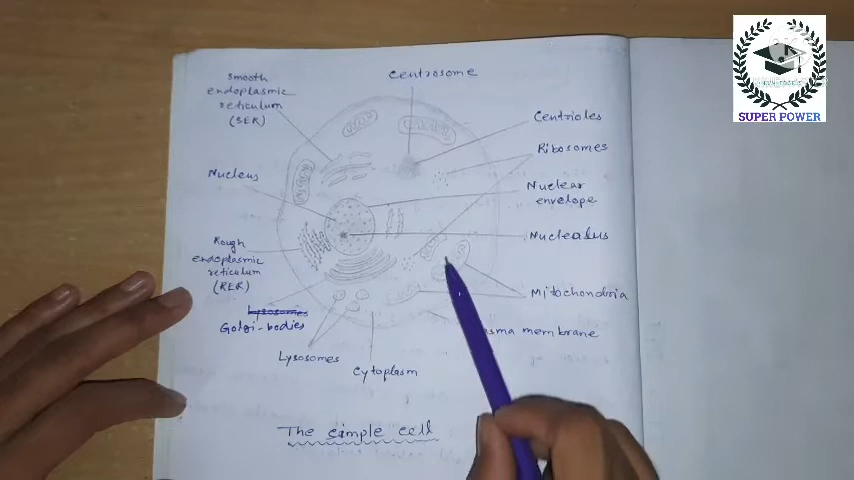 Smooth
endoplasmic
reticulum
(SER)
Centrosome
Centrioles
Ribosomes
Nuclear
envelope
Nucleus
Nucleolus
Rough
endoplasmic
reticulum
(RER)
Mitochondria
Lysosomes
Golgi-bodies
asma membrane
Lysosomes
Cytoplasm
The simple cell
SUPER POWER